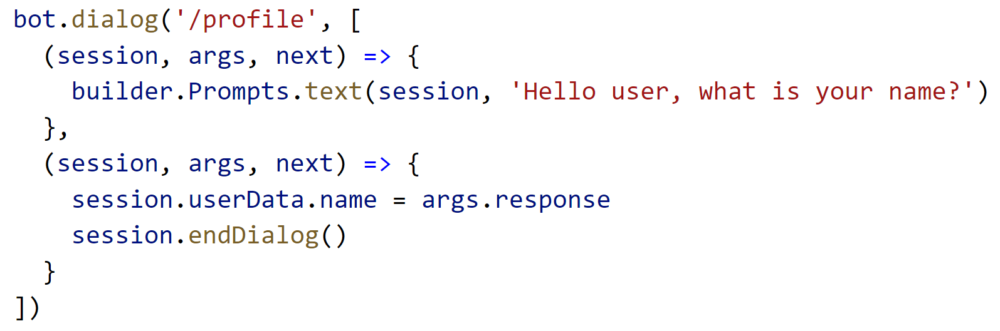 bot.dialog('/profile', [
  (session, args, next) => {
    builder.Prompts.text(session, 'Hello user, what is your name?')
  },
  (session, args, next) => {
    session.userData.name = args.response
    session.endDialog()
  }
])